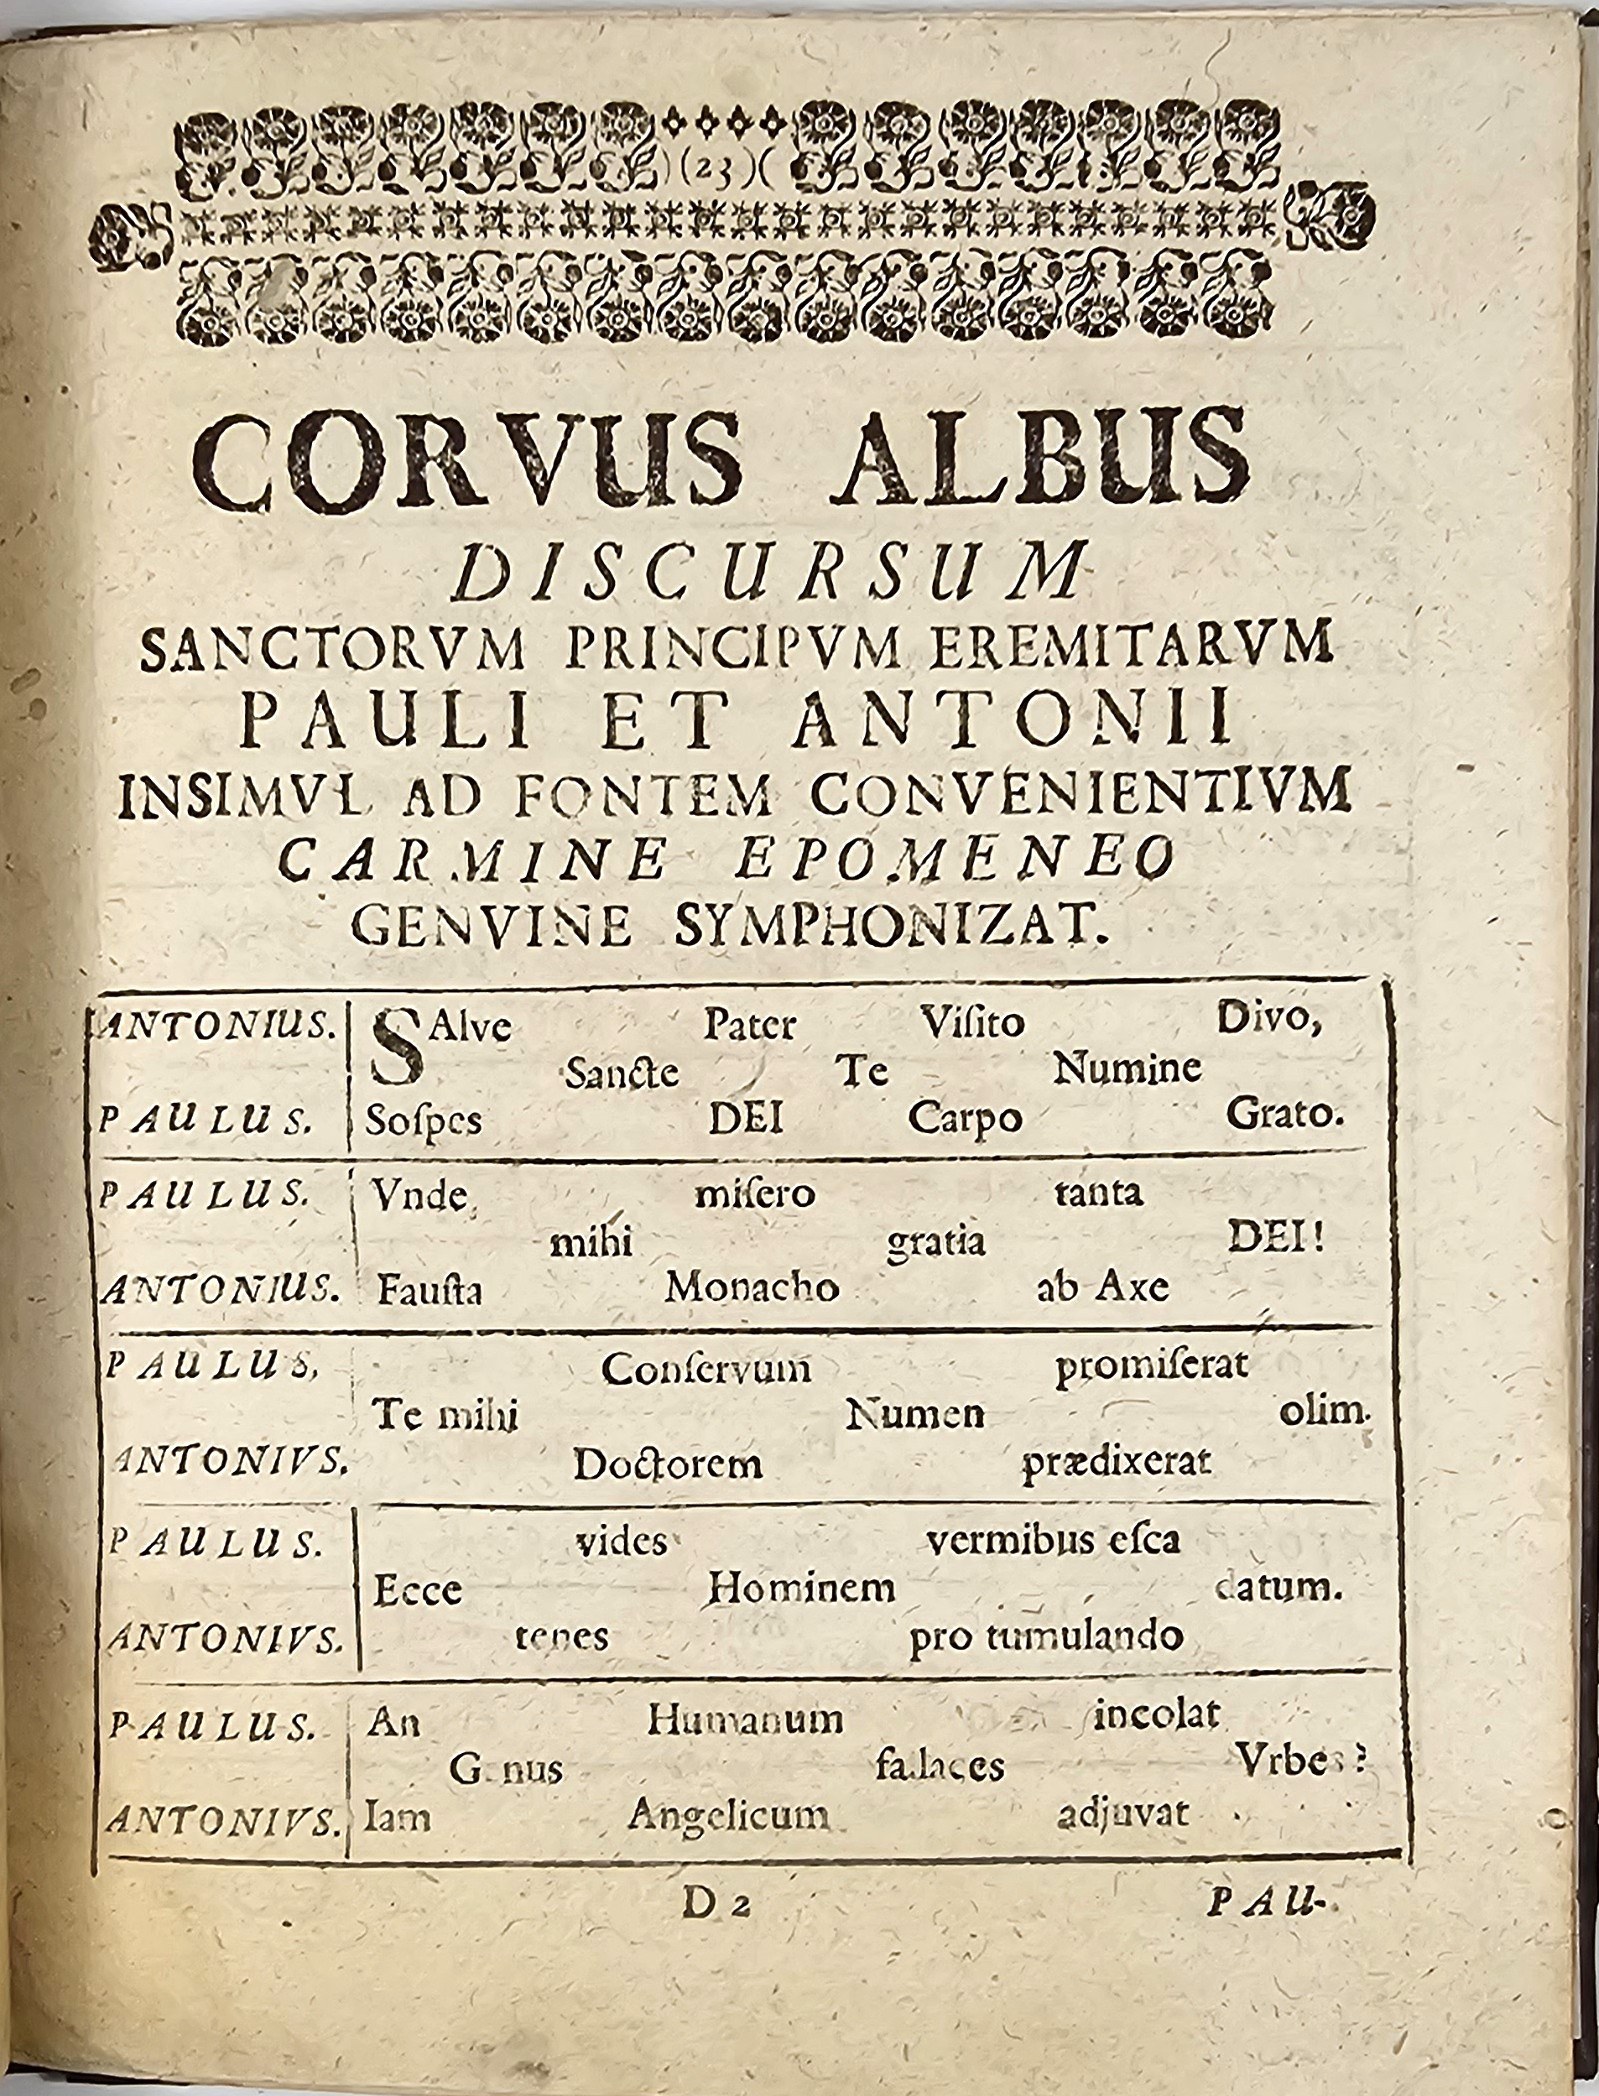 )(23)(
CORVUS ALBUS
DISCURSUM
SANCTORVM PRINCIPVM EREMITARVM
PAULI ET ANTONII
INSIMVL AD FONTEM CONVENIENTIVM
CARMINE EPOMENEO
GENVINE SYMPHONIZAT.
ANTONIUS. SAlve Pater Viſito Divo,
Sancte Te Numine
PAULUS. Soſpes DEI Carpo Grato.
PAULUS. Vnde miſero tanta
mihi gratia DEI!
ANTONIUS. Fauſta Monacho ab Axe
PAULUS, Conſervum promiſerat
Te mihi Numen olim.
ANTONIVS. Doctorem prædixerat
PAULUS. vides vermibus eſca
Ecce Hominem datum.
ANTONIVS. tenes pro tumulando
PAULUS. An Humanum incolat
Genus fallaces Vrbes?
ANTONIVS. Iam Angelicum adjuvat
D 2 PAU-